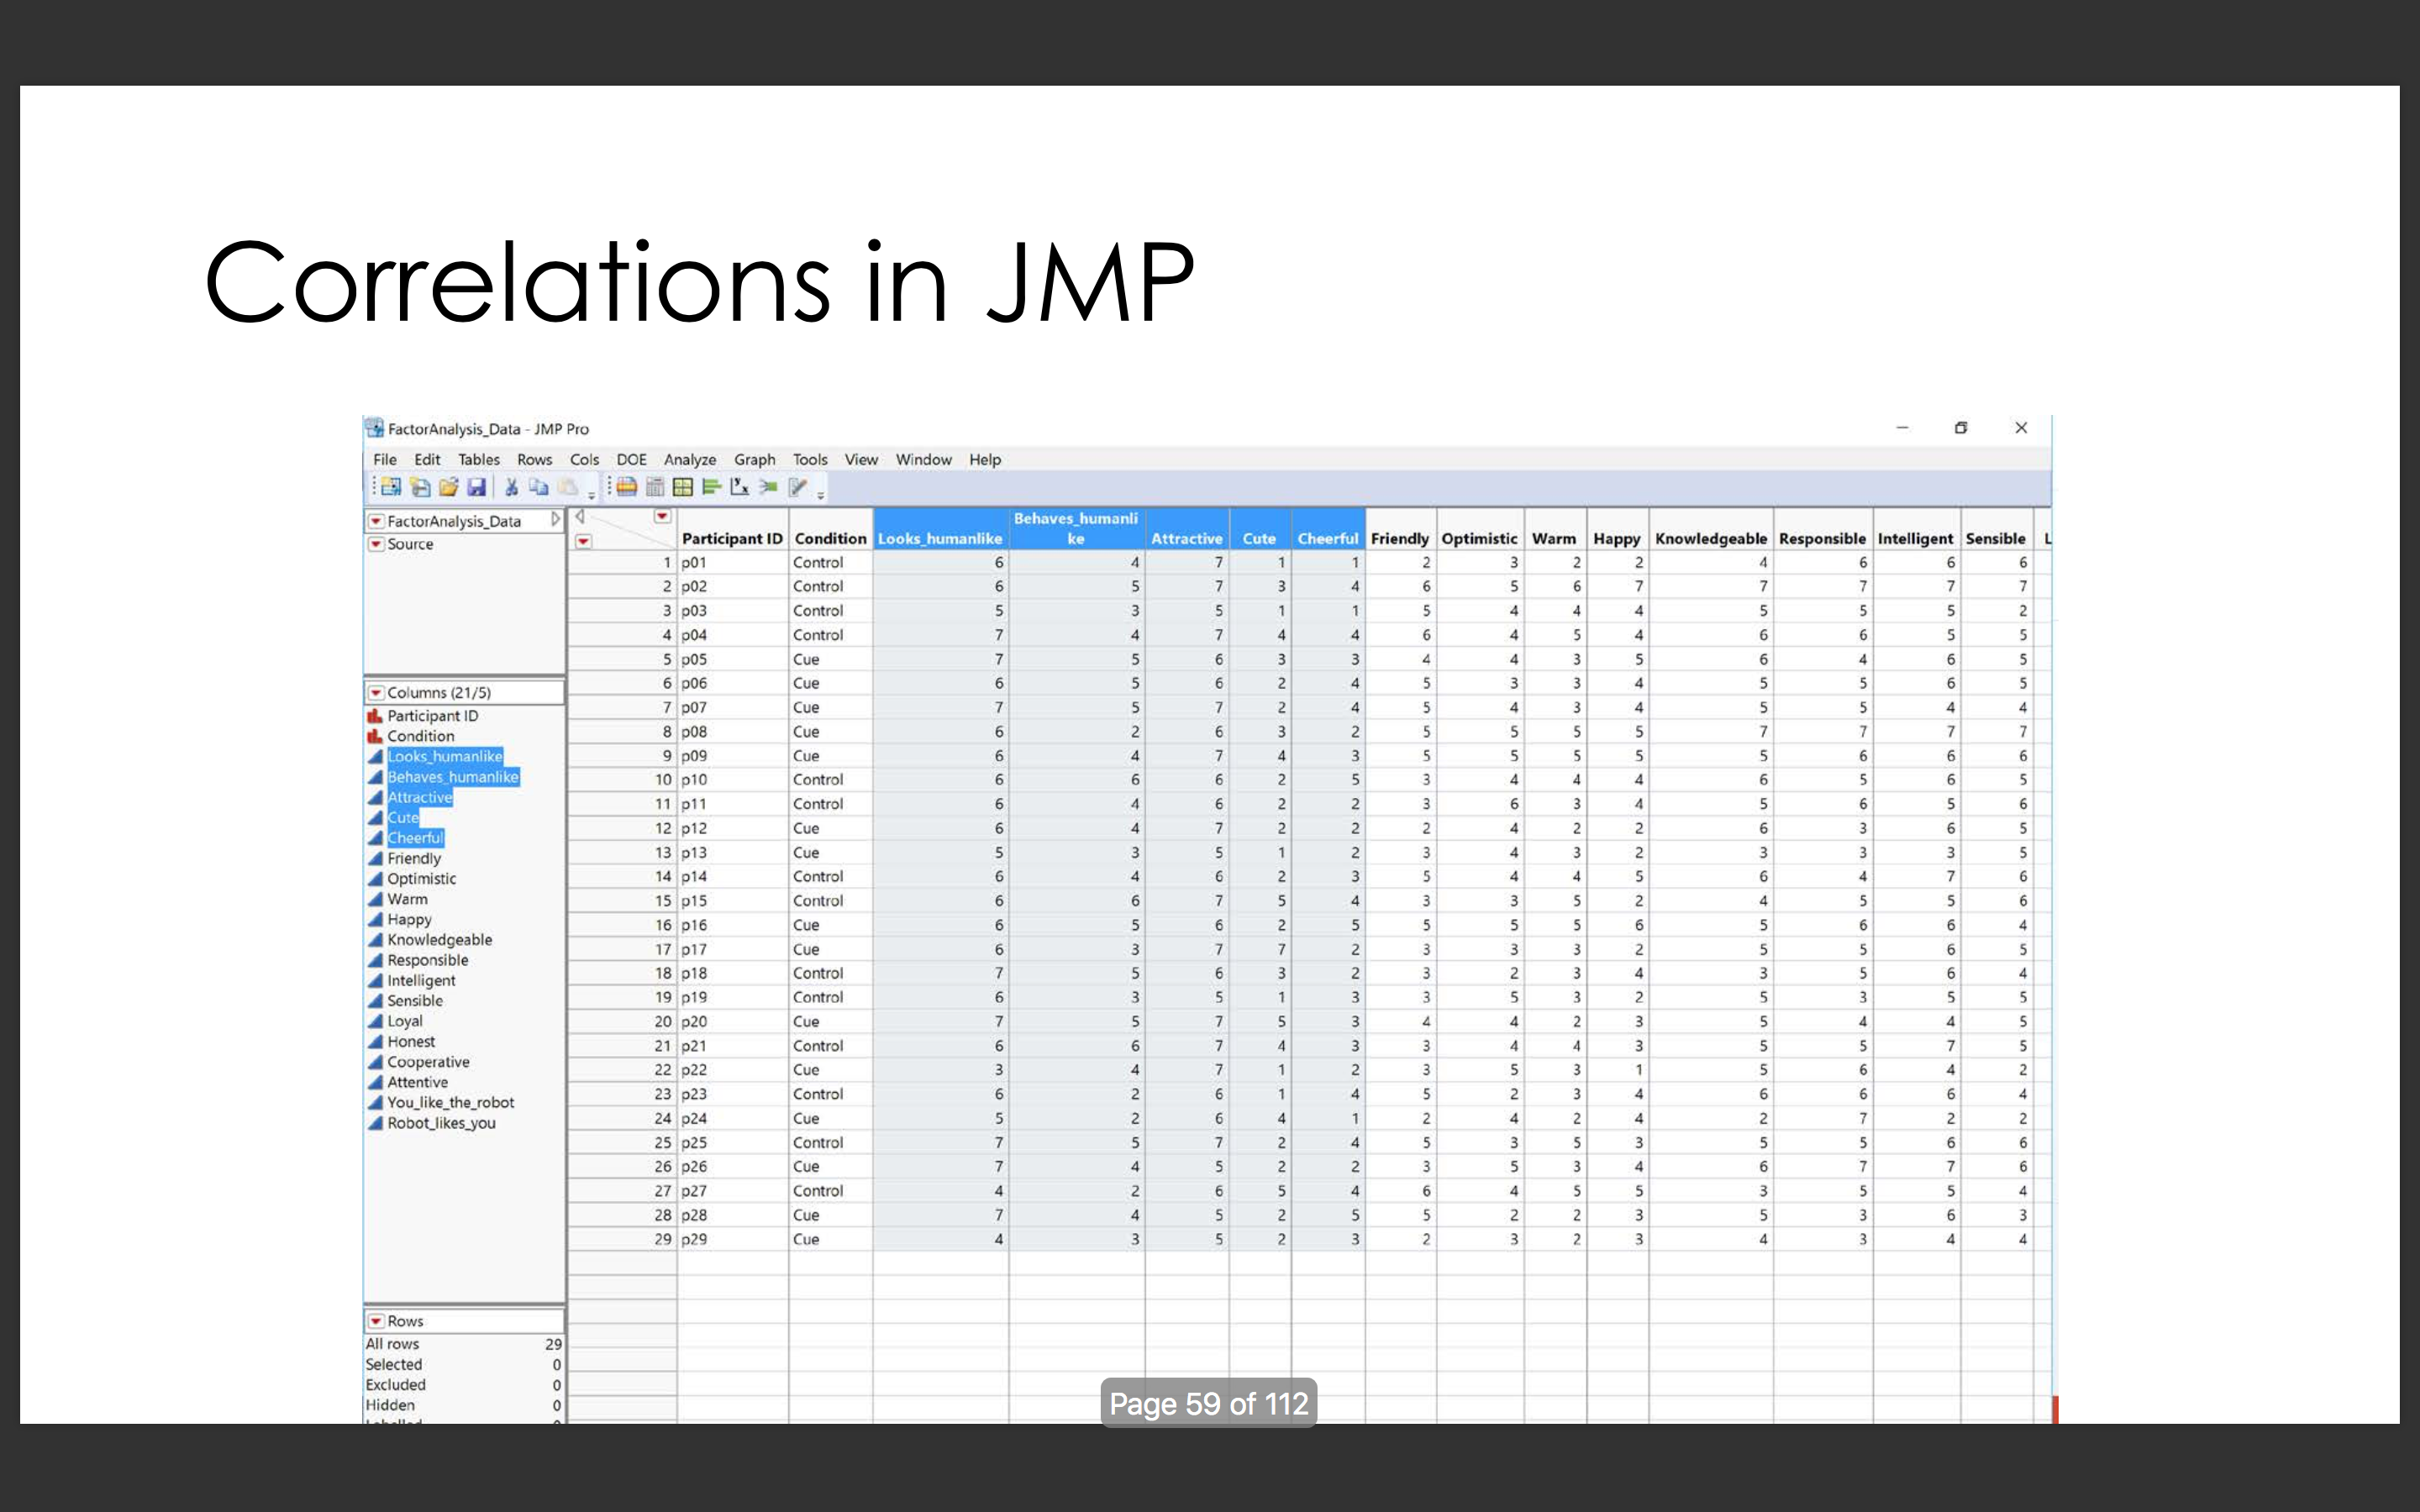 Correlations in JMP
FactorAnalysis_Data - JMP Pro
File Edit Tables Rows Cols DOE Analyze Graph Tools View Window Help
FactorAnalysis_Data
Source
Columns (21/5)
Participant ID
Condition
Looks_humanlike
Behaves_humanlike
Attractive
Cute
Cheerful
Friendly
Optimistic
Warm
Happy
Knowledgeable
Responsible
Intelligent
Sensible
Loyal
Honest
Cooperative
Attentive
You_like_the_robot
Robot_likes_you
Rows
All rows 29
Selected 0
Excluded 0
Hidden 0
Behaves_humanli
Participant ID Condition Looks_humanlike ke Attractive Cute Cheerful Friendly Optimistic Warm Happy Knowledgeable Responsible Intelligent Sensible L
1 p01 Control 6 4 7 1 1 2 3 2 2 4 6 6 6
2 p02 Control 6 5 7 3 4 6 5 6 7 7 7 7 7
3 p03 Control 5 3 5 1 1 5 4 4 4 5 5 5 2
4 p04 Control 7 4 7 4 4 6 4 5 4 6 6 5 5
5 p05 Cue 7 5 6 3 3 4 4 3 5 6 4 6 5
6 p06 Cue 6 5 6 2 4 5 3 3 4 5 5 6 5
7 p07 Cue 7 5 7 2 4 5 4 3 4 5 5 4 4
8 p08 Cue 6 2 6 3 2 5 5 5 5 7 7 7 7
9 p09 Cue 6 4 7 4 3 5 5 5 5 5 6 6 6
10 p10 Control 6 6 6 2 5 3 4 4 4 6 5 6 5
11 p11 Control 6 4 6 2 2 3 6 3 4 5 6 5 6
12 p12 Cue 6 4 7 2 2 2 4 2 2 6 3 6 5
13 p13 Cue 5 3 5 1 2 3 4 3 2 3 3 3 5
14 p14 Control 6 4 6 2 3 5 4 4 5 6 4 7 6
15 p15 Control 6 6 7 5 4 3 3 5 2 4 5 5 6
16 p16 Cue 6 5 6 2 5 5 5 5 6 5 6 6 4
17 p17 Cue 6 3 7 7 2 3 3 3 2 5 5 6 5
18 p18 Control 7 5 6 3 2 3 2 3 4 3 5 6 4
19 p19 Control 6 3 5 1 3 3 5 3 2 5 3 5 5
20 p20 Cue 7 5 7 5 3 4 4 2 3 5 4 4 5
21 p21 Control 6 6 7 4 3 3 4 4 3 5 5 7 5
22 p22 Cue 3 4 7 1 2 3 5 3 1 5 6 4 2
23 p23 Control 6 2 6 1 4 5 2 3 4 6 6 6 4
24 p24 Cue 5 2 6 4 1 2 4 2 4 2 7 2 2
25 p25 Control 7 5 7 2 4 5 3 5 3 5 5 6 6
26 p26 Cue 7 4 5 2 2 3 5 3 4 6 7 7 6
27 p27 Control 4 2 6 5 4 6 4 5 5 3 5 5 4
28 p28 Cue 7 4 5 2 5 5 2 2 3 5 3 6 3
29 p29 Cue 4 3 5 2 3 2 3 2 3 4 3 4 4
Page 59 of 112